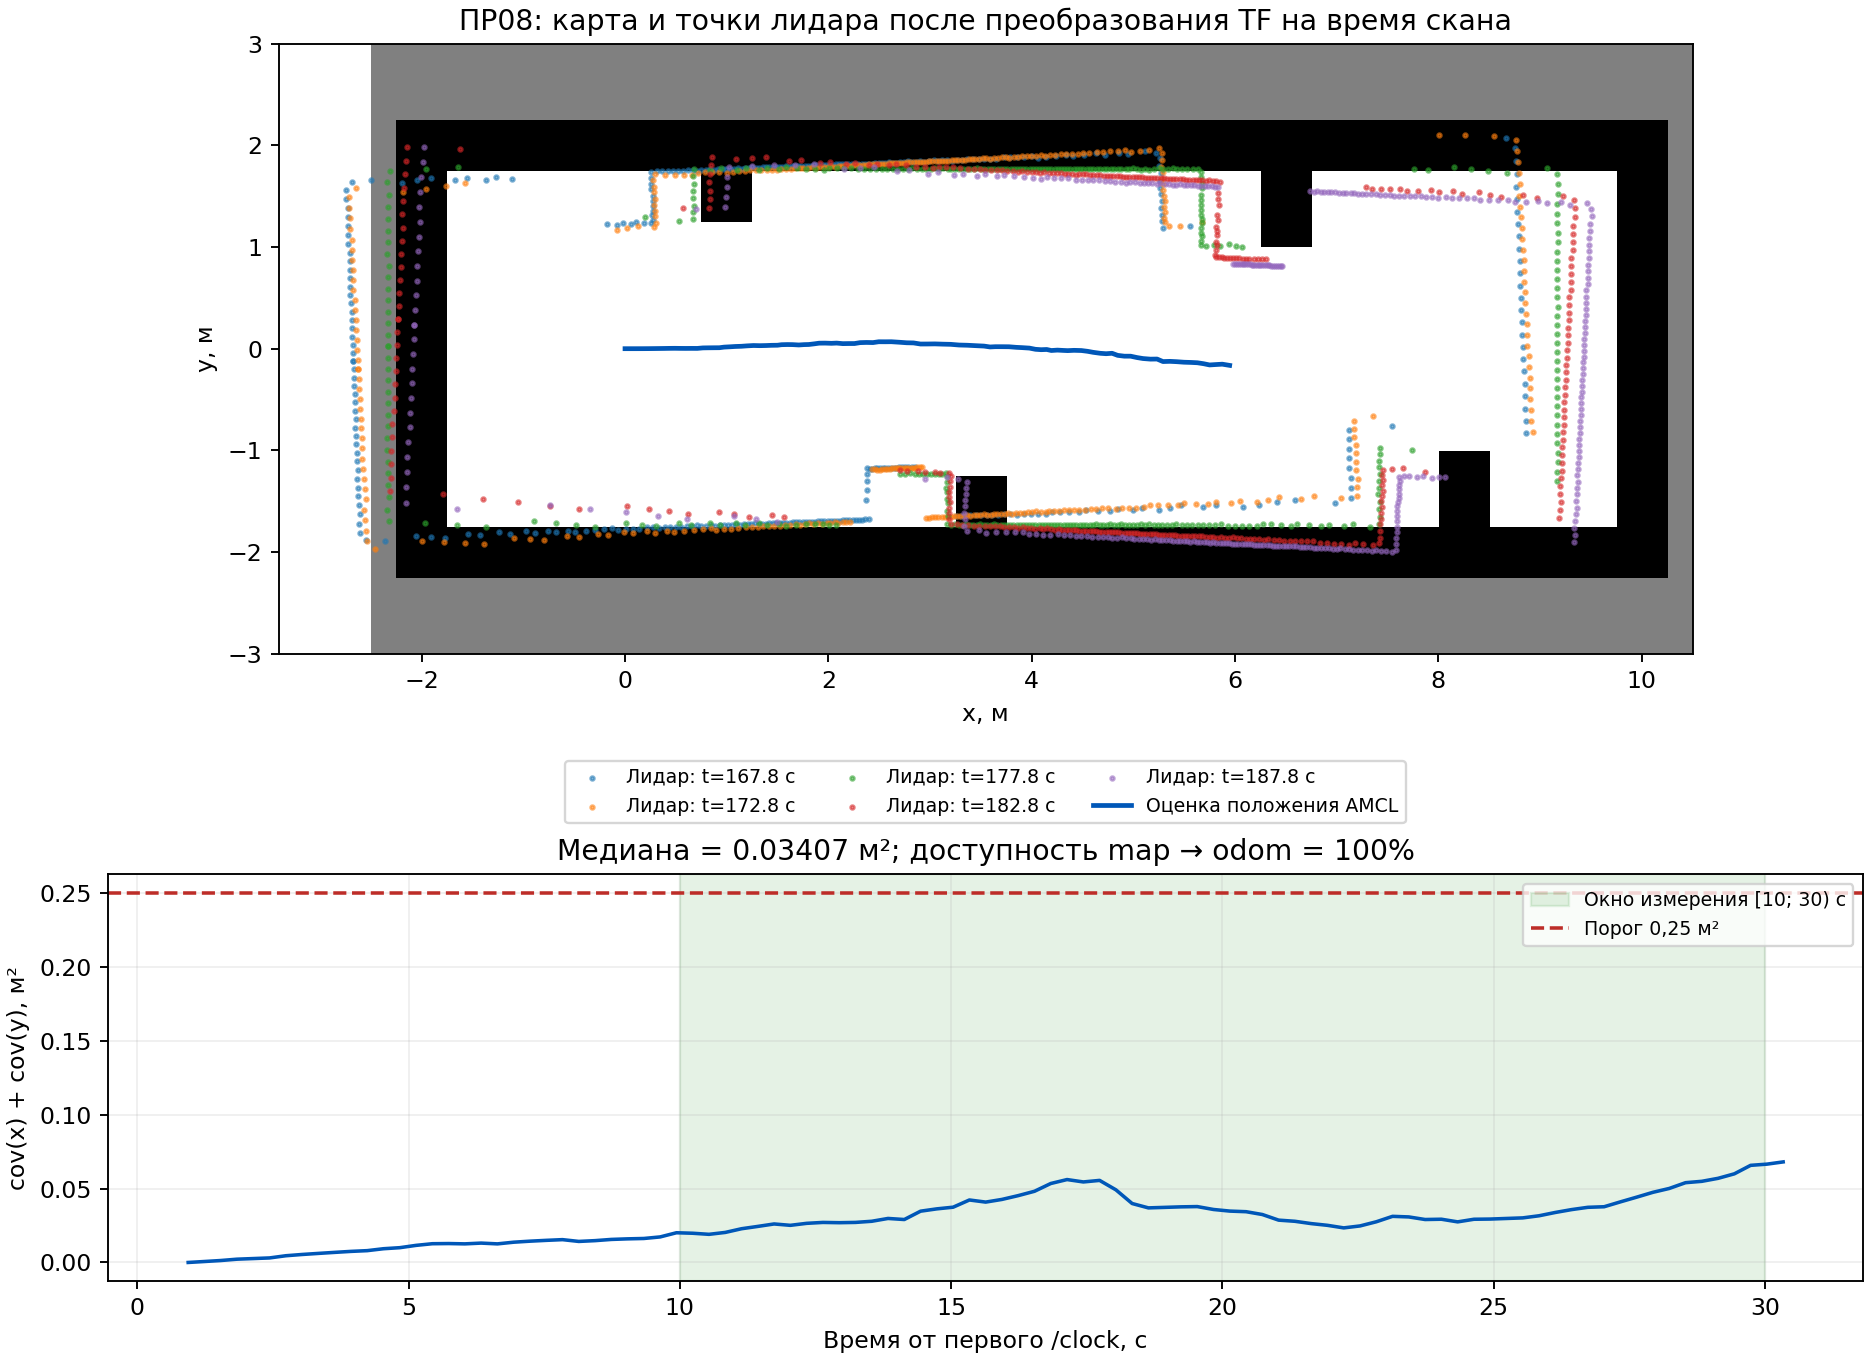 ПР08: карта и точки лидара после преобразования TF на время скана
3
2
1
0
−1
−2
−3
y, м
−2
0
2
4
6
8
10
x, м
Лидар: t=167.8 с
Лидар: t=177.8 с
Лидар: t=187.8 с
Лидар: t=172.8 с
Лидар: t=182.8 с
Оценка положения AMCL
Медиана = 0.03407 м²; доступность map → odom = 100%
0.25
0.20
0.15
0.10
0.05
0.00
cov(x) + cov(y), м²
Окно измерения [10; 30) с
Порог 0,25 м²
0
5
10
15
20
25
30
Время от первого /clock, с